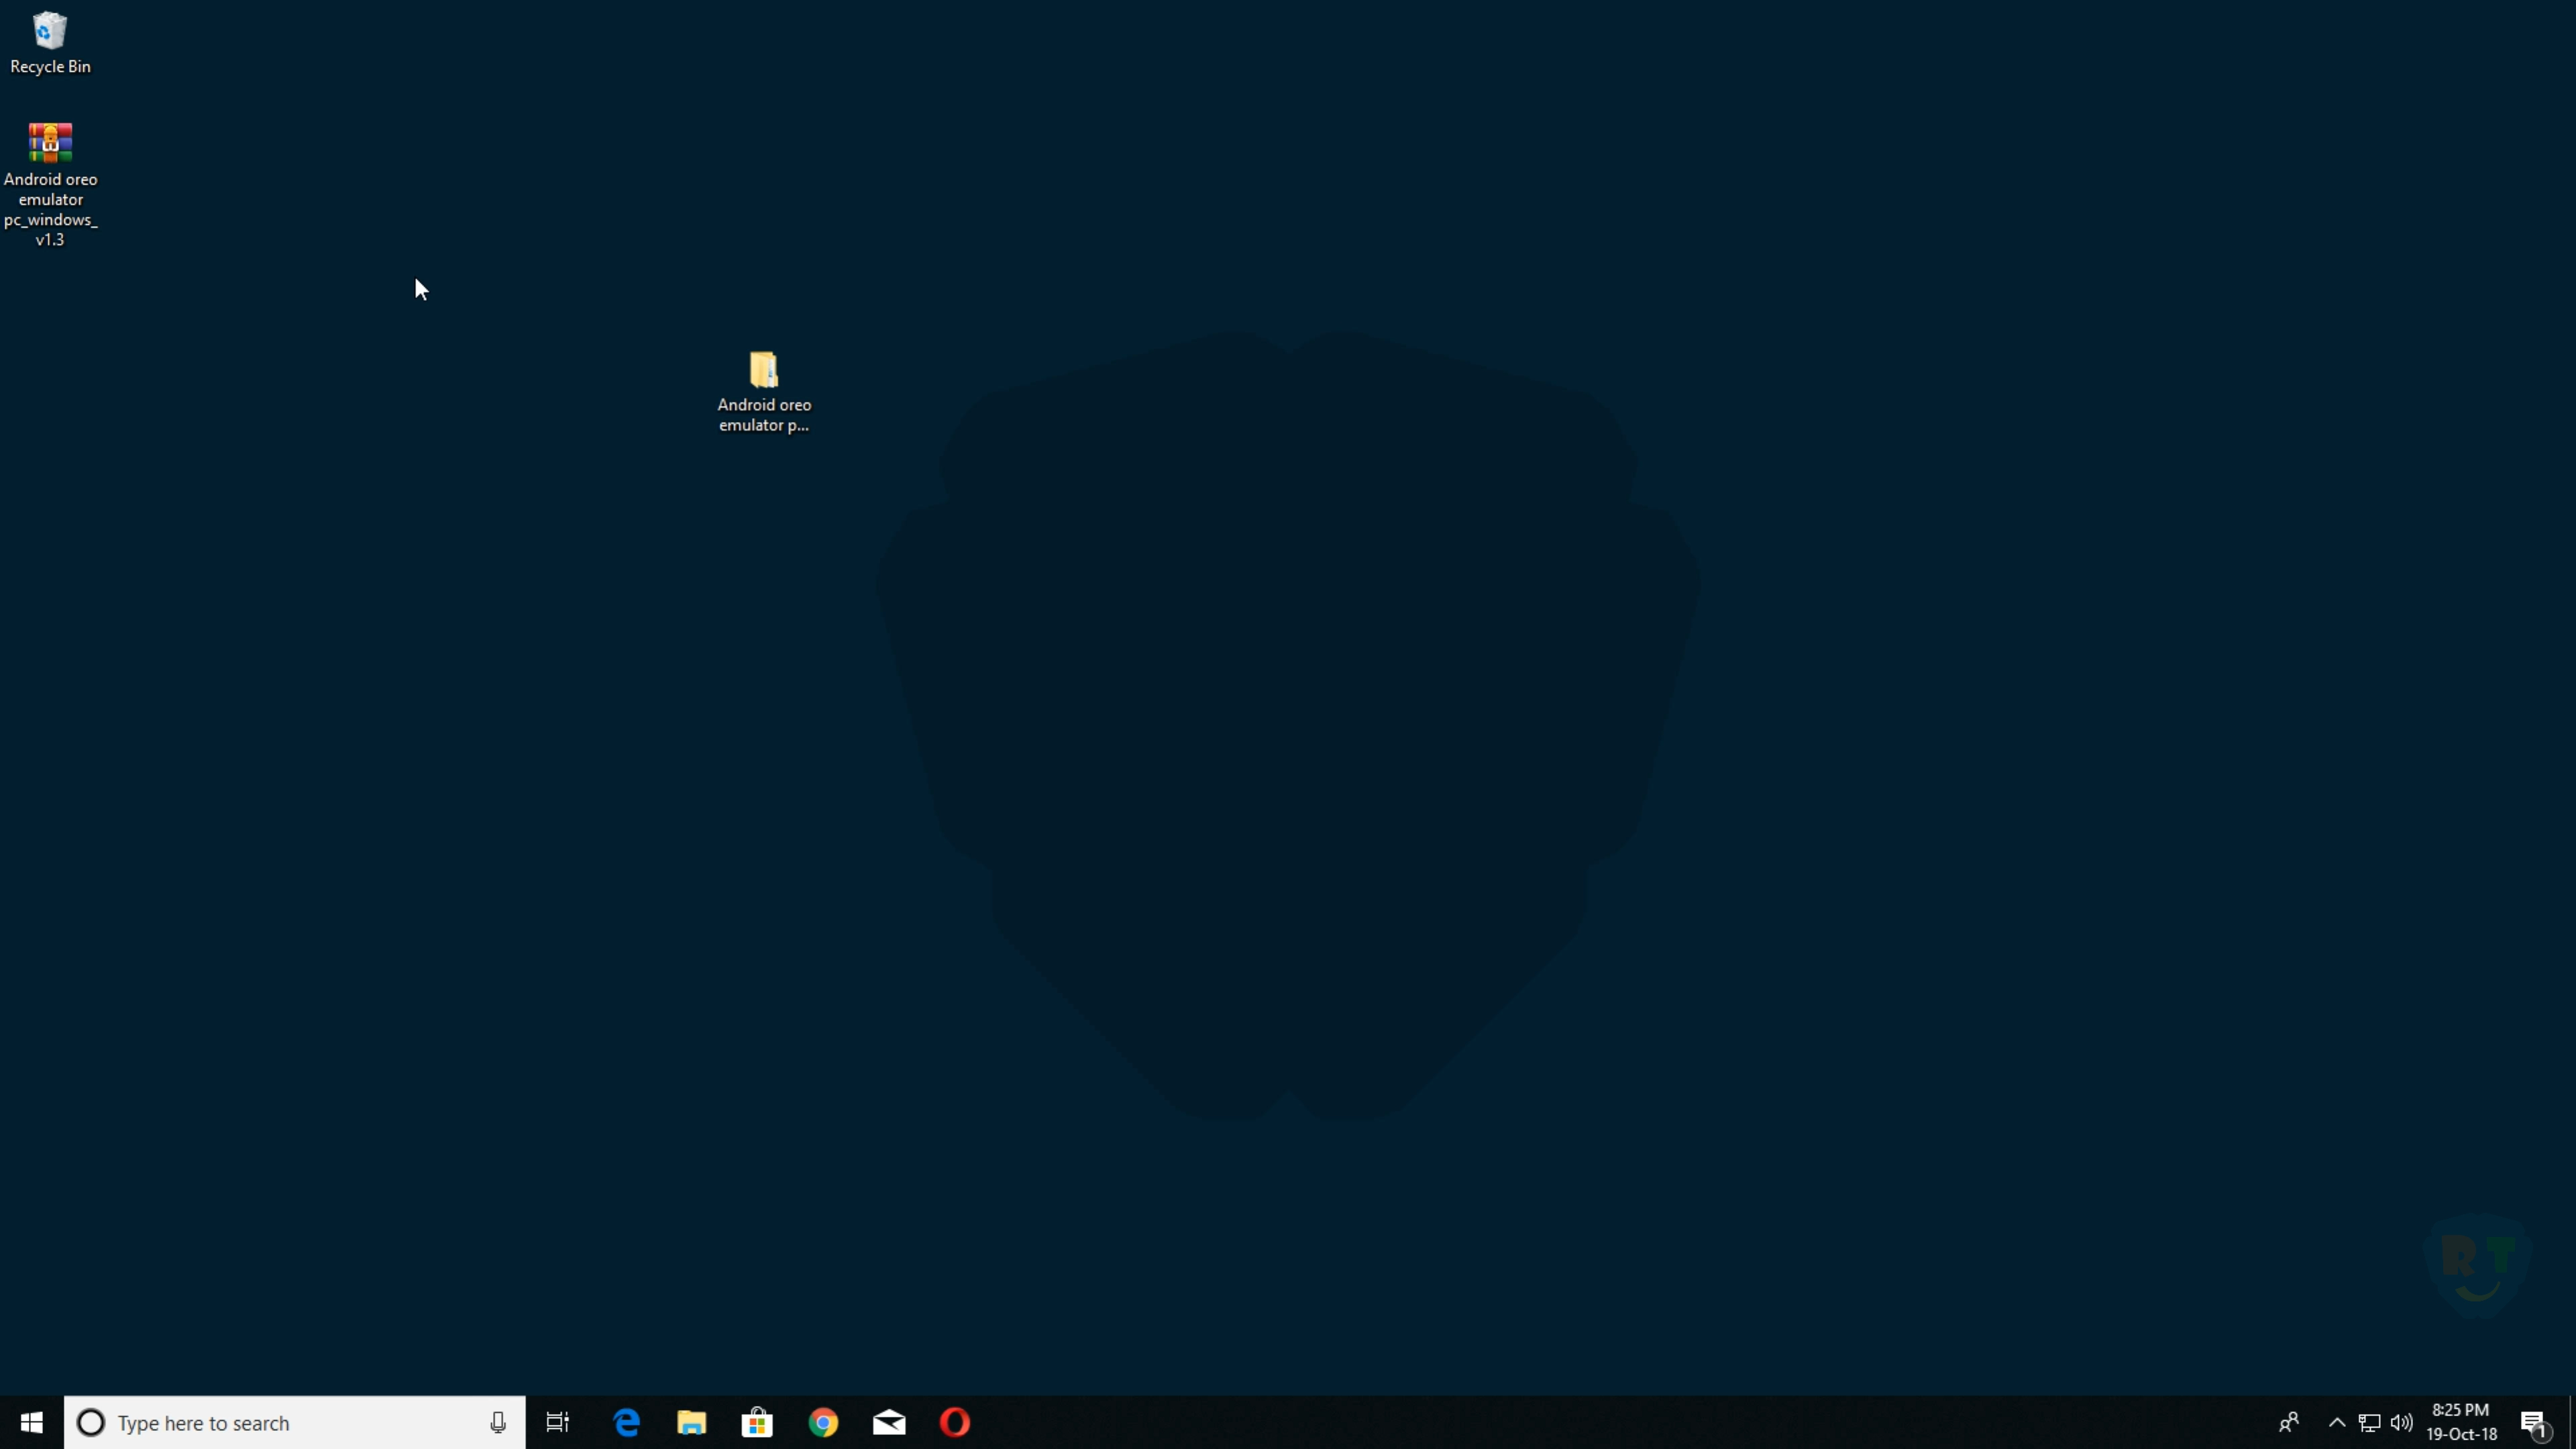 Recycle Bin
Android oreo
emulator
pc_windows_
v1.3
Android oreo
emulator p...
R T
Type here to search
8:25 PM
19-Oct-18
1